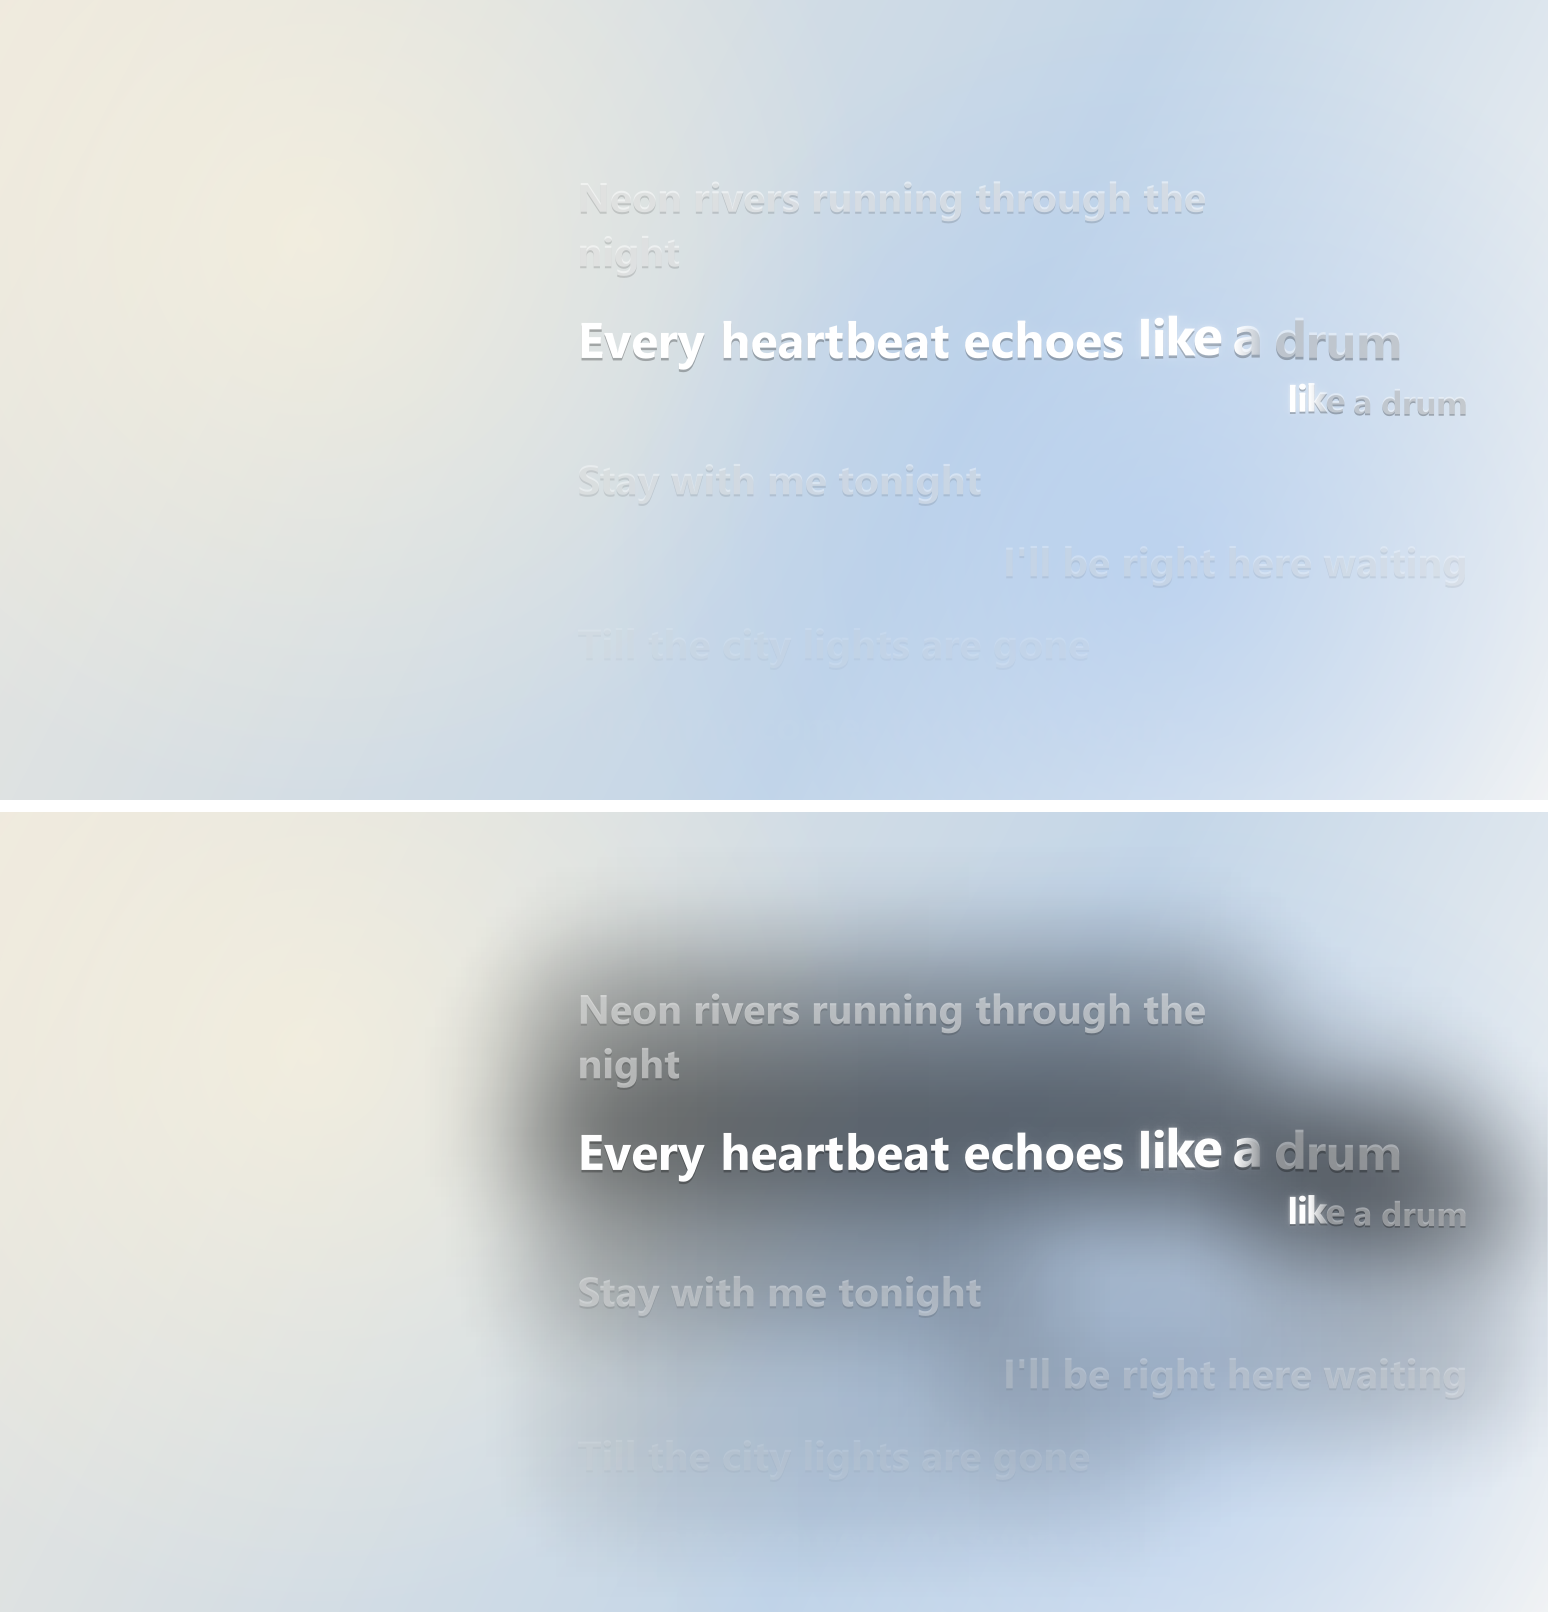 Neon rivers running through the
night
Every heartbeat echoes like a drum
like a drum
Stay with me tonight
I'll be right here waiting
Till the city lights are gone
Neon rivers running through the
night
Every heartbeat echoes like a drum
like a drum
Stay with me tonight
I'll be right here waiting
Till the city lights are gone